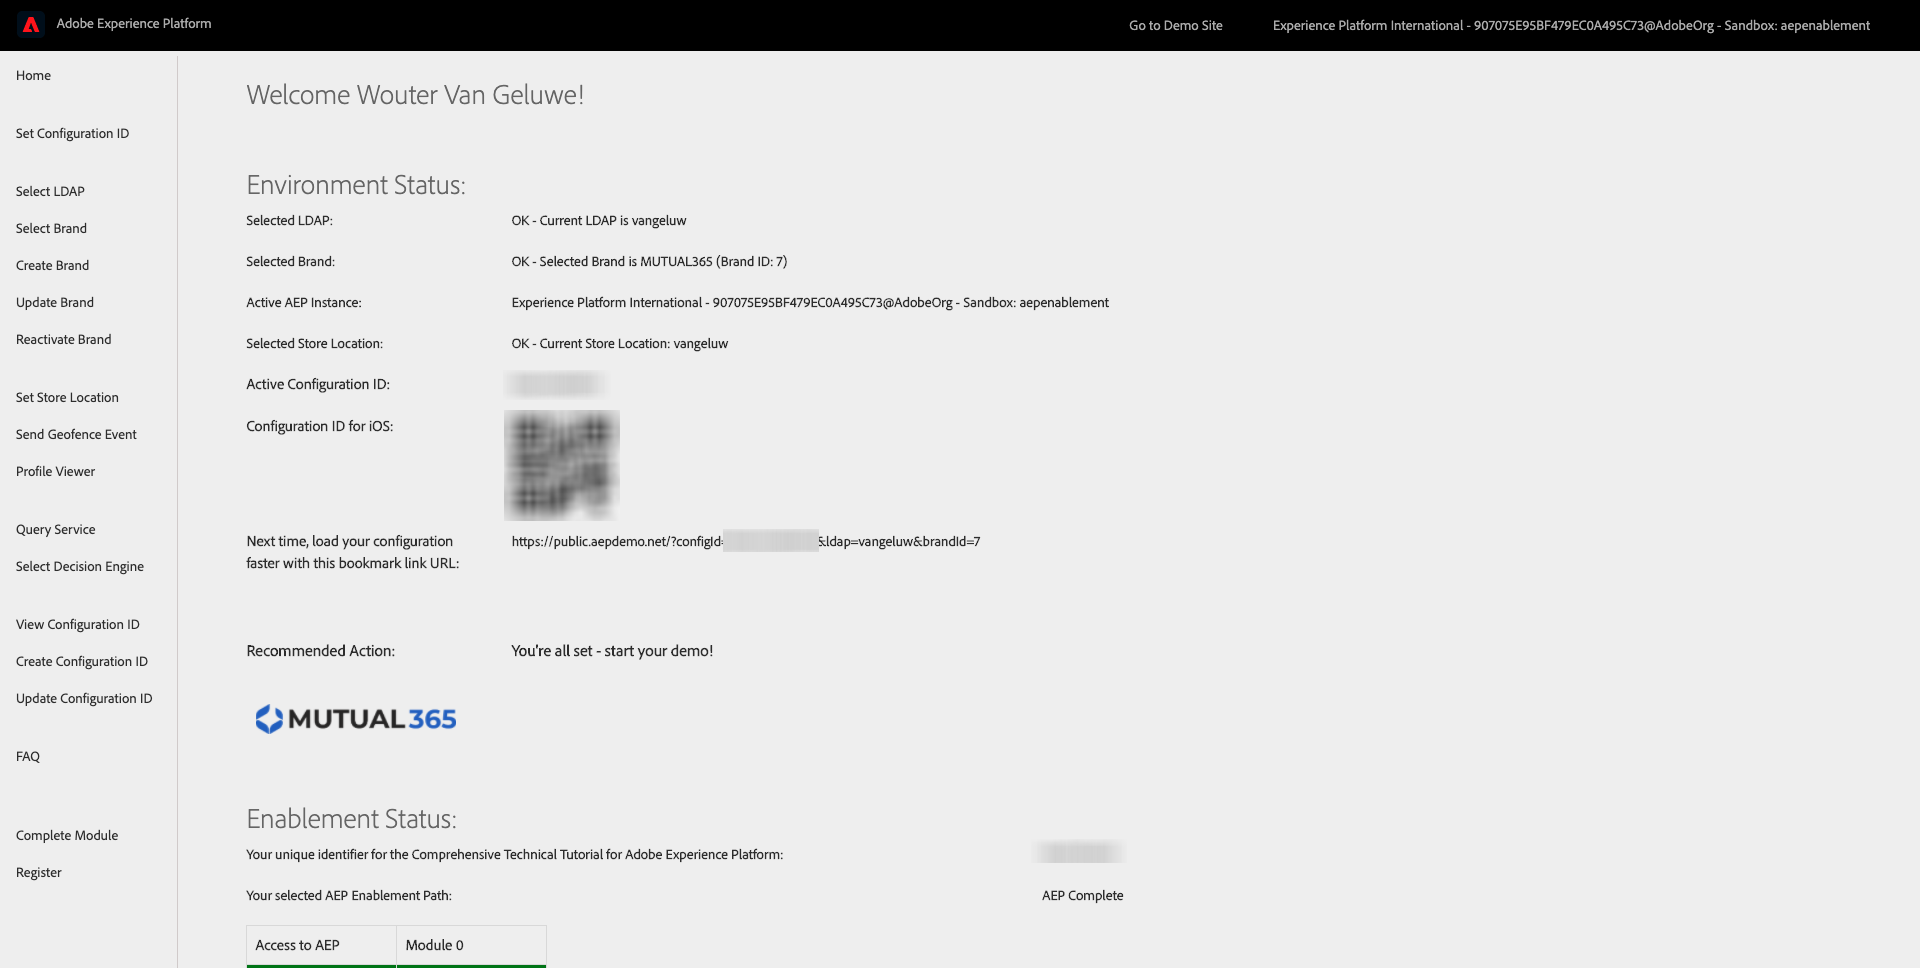 Adobe Experience Platform
Go to Demo Site
Experience Platform International - 907075E95BF479EC0A495C73@AdobeOrg - Sandbox: aepenablement
Home
Set Configuration ID
Select LDAP
Select Brand
Create Brand
Update Brand
Reactivate Brand
Set Store Location
Send Geofence Event
Profile Viewer
Query Service
Select Decision Engine
View Configuration ID
Create Configuration ID
Update Configuration ID
FAQ
Complete Module
Register
Welcome Wouter Van Geluwe!
Environment Status:
Selected LDAP: OK - Current LDAP is vangeluw
Selected Brand: OK - Selected Brand is MUTUAL365 (Brand ID: 7)
Active AEP Instance: Experience Platform International - 907075E95BF479EC0A495C73@AdobeOrg - Sandbox: aepenablement
Selected Store Location: OK - Current Store Location: vangeluw
Active Configuration ID:
Configuration ID for iOS:
Next time, load your configuration
faster with this bookmark link URL:
https://public.aepdemo.net/?configId= &ldap=vangeluw&brandId=7
Recommended Action: You're all set - start your demo!
MUTUAL365
Enablement Status:
Your unique identifier for the Comprehensive Technical Tutorial for Adobe Experience Platform:
Your selected AEP Enablement Path: AEP Complete
Access to AEP Module 0